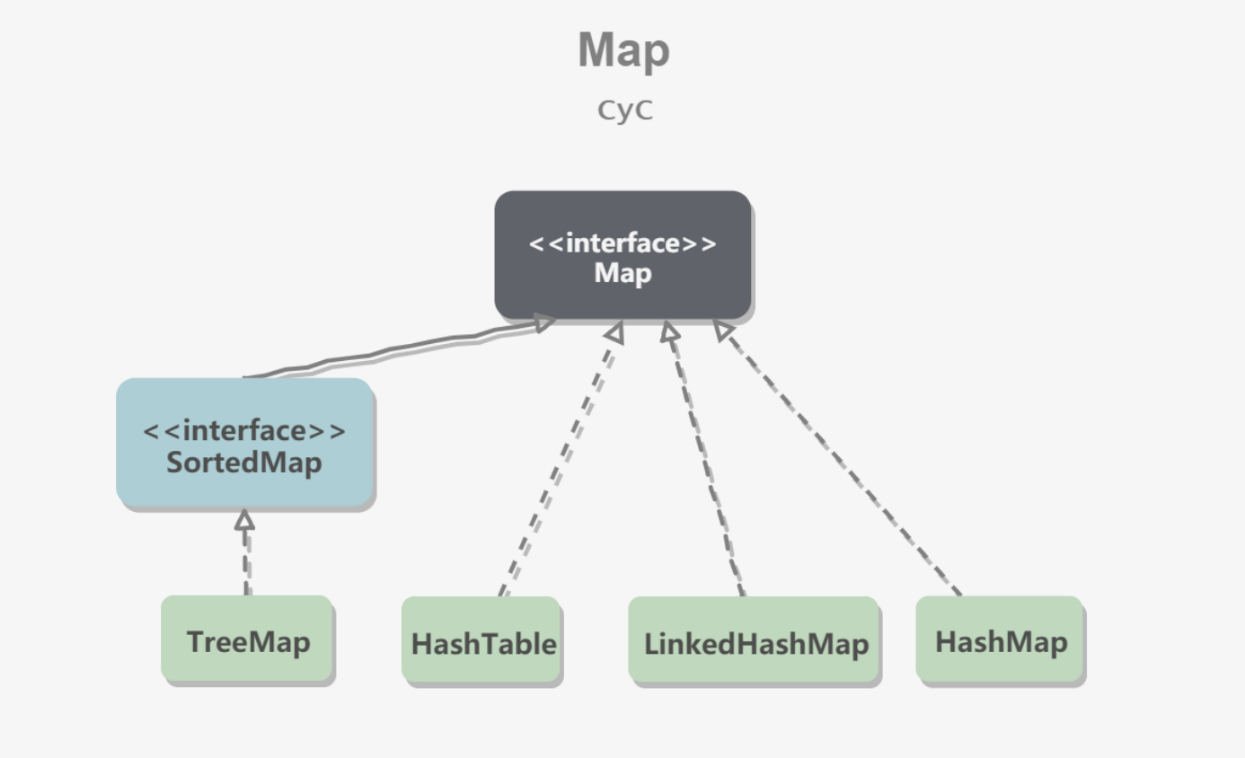 Map
CyC
<<interface>>
Map
<<interface>>
SortedMap
TreeMap
HashTable
LinkedHashMap
HashMap